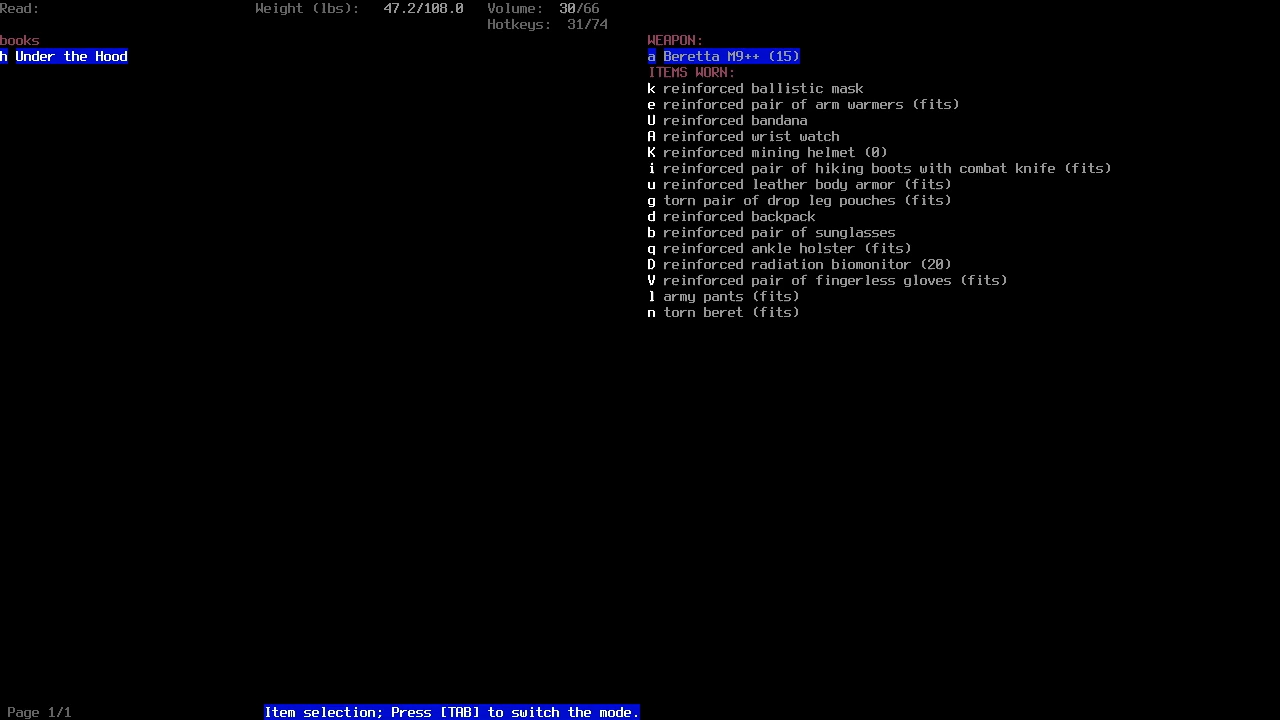 Read: Weight (lbs): 47.2/108.0 Volume: 30/66
Hotkeys: 31/74
books
h Under the Hood
WEAPON:
a Beretta M9++ (15)
ITEMS WORN:
k reinforced ballistic mask
e reinforced pair of arm warmers (fits)
U reinforced bandana
A reinforced wrist watch
K reinforced mining helmet (0)
i reinforced pair of hiking boots with combat knife (fits)
u reinforced leather body armor (fits)
g torn pair of drop leg pouches (fits)
d reinforced backpack
b reinforced pair of sunglasses
q reinforced ankle holster (fits)
D reinforced radiation biomonitor (20)
V reinforced pair of fingerless gloves (fits)
l army pants (fits)
n torn beret (fits)
Page 1/1 Item selection; Press [TAB] to switch the mode.